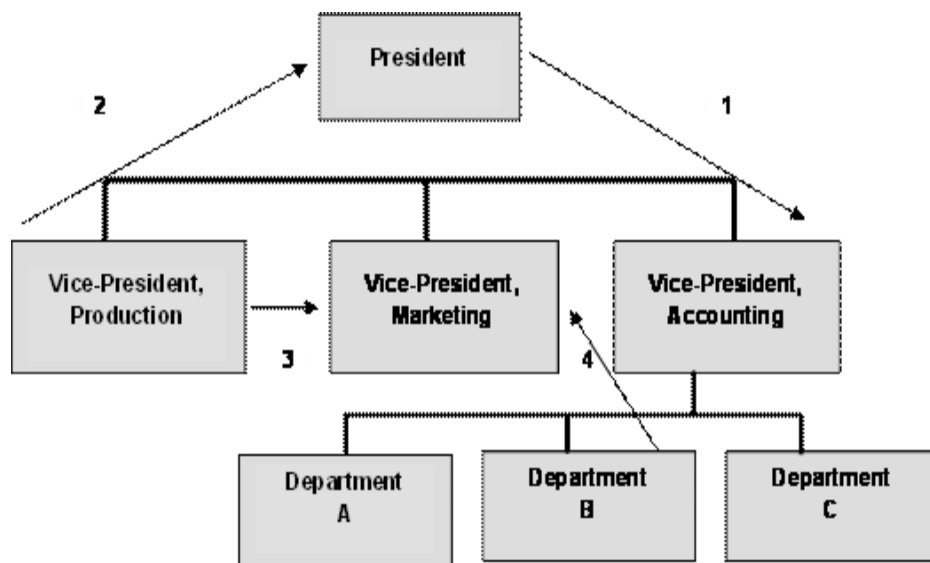 President
2
1
Vice-President,
Production
Vice-President,
Marketing
Vice-President,
Accounting
3
4
Department
A
Department
B
Department
C